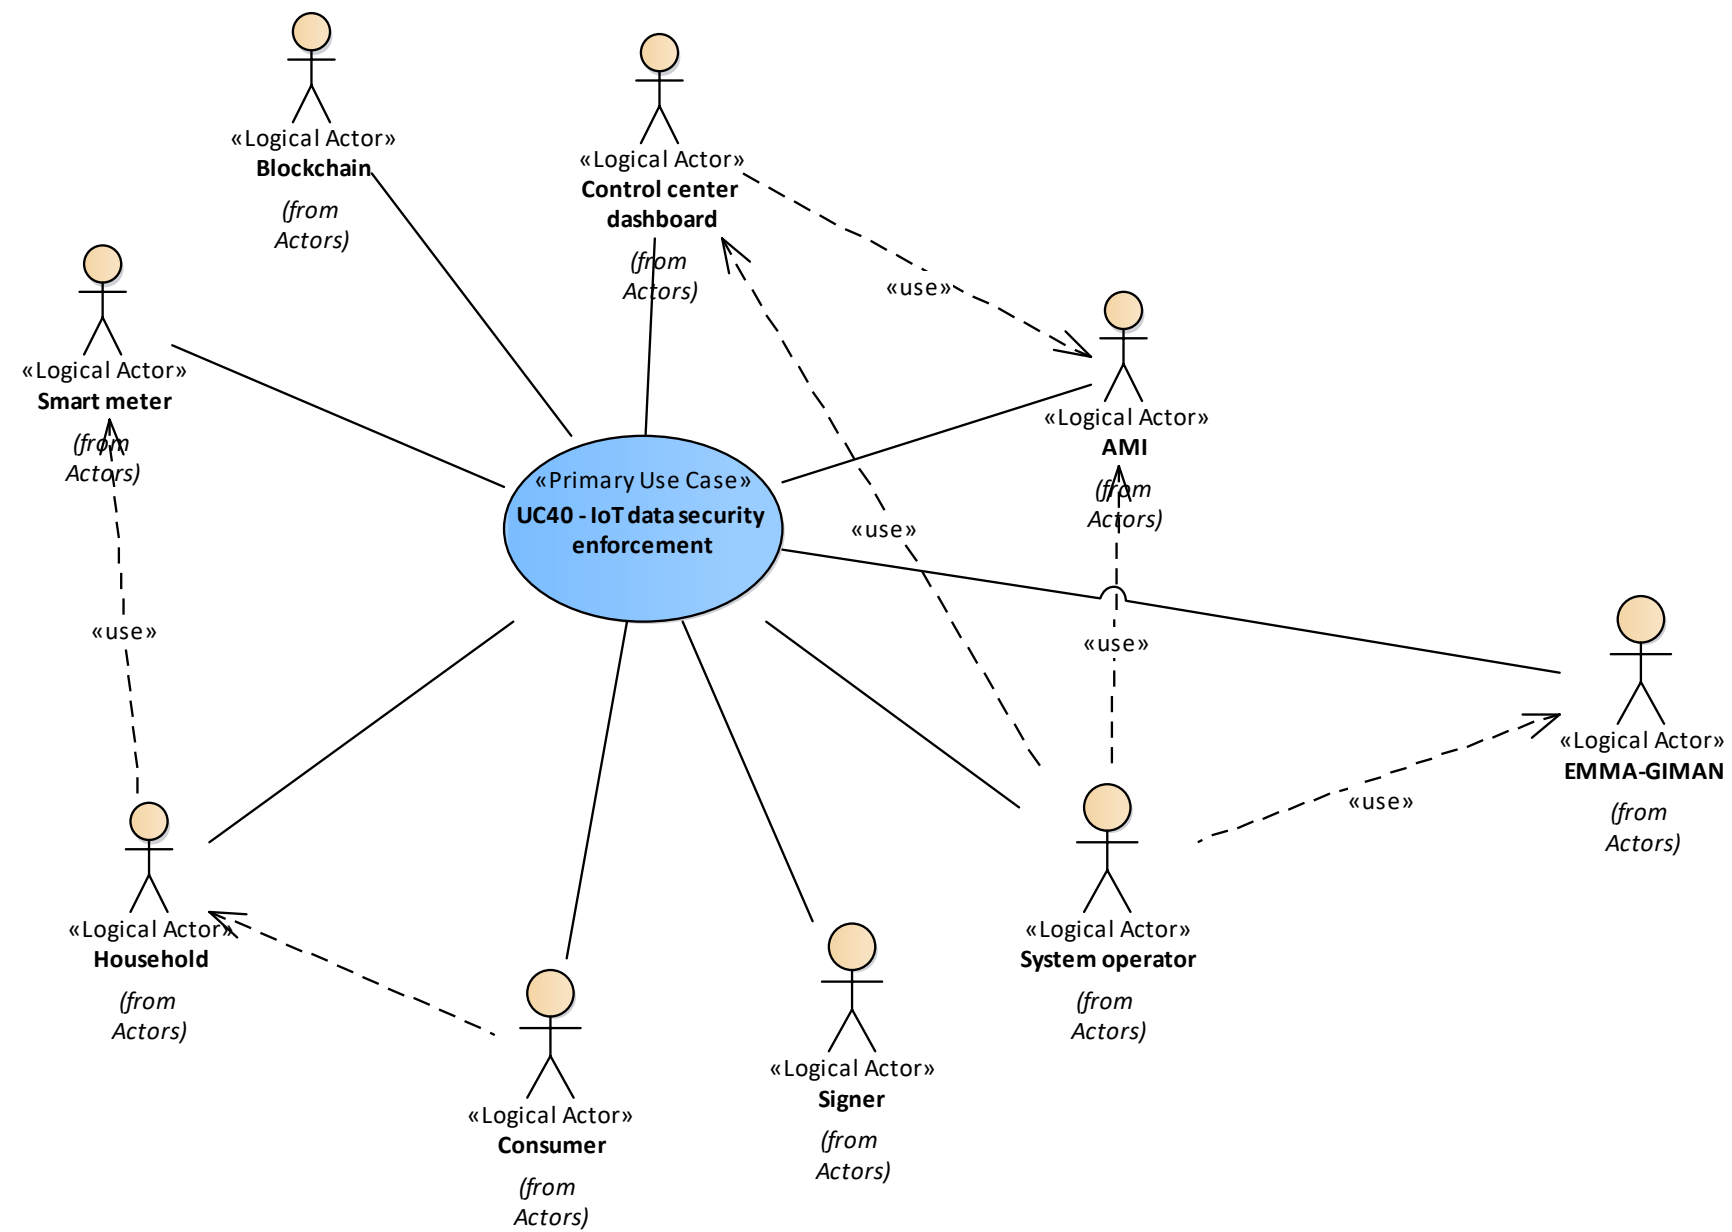 «Logical Actor»
Blockchain
(from
Actors)
«Logical Actor»
Control center
dashboard
(from
Actors)
«use»
«Logical Actor»
Smart meter
(from
Actors)
«Logical Actor»
AMI
(from
Actors)
«Primary Use Case»
UC40 - IoT data security
enforcement
«use»
«use»
«use»
«Logical Actor»
EMMA-GIMAN
(from
Actors)
«use»
«Logical Actor»
Household
(from
Actors)
«Logical Actor»
System operator
(from
Actors)
«Logical Actor»
Signer
(from
Actors)
«Logical Actor»
Consumer
(from
Actors)